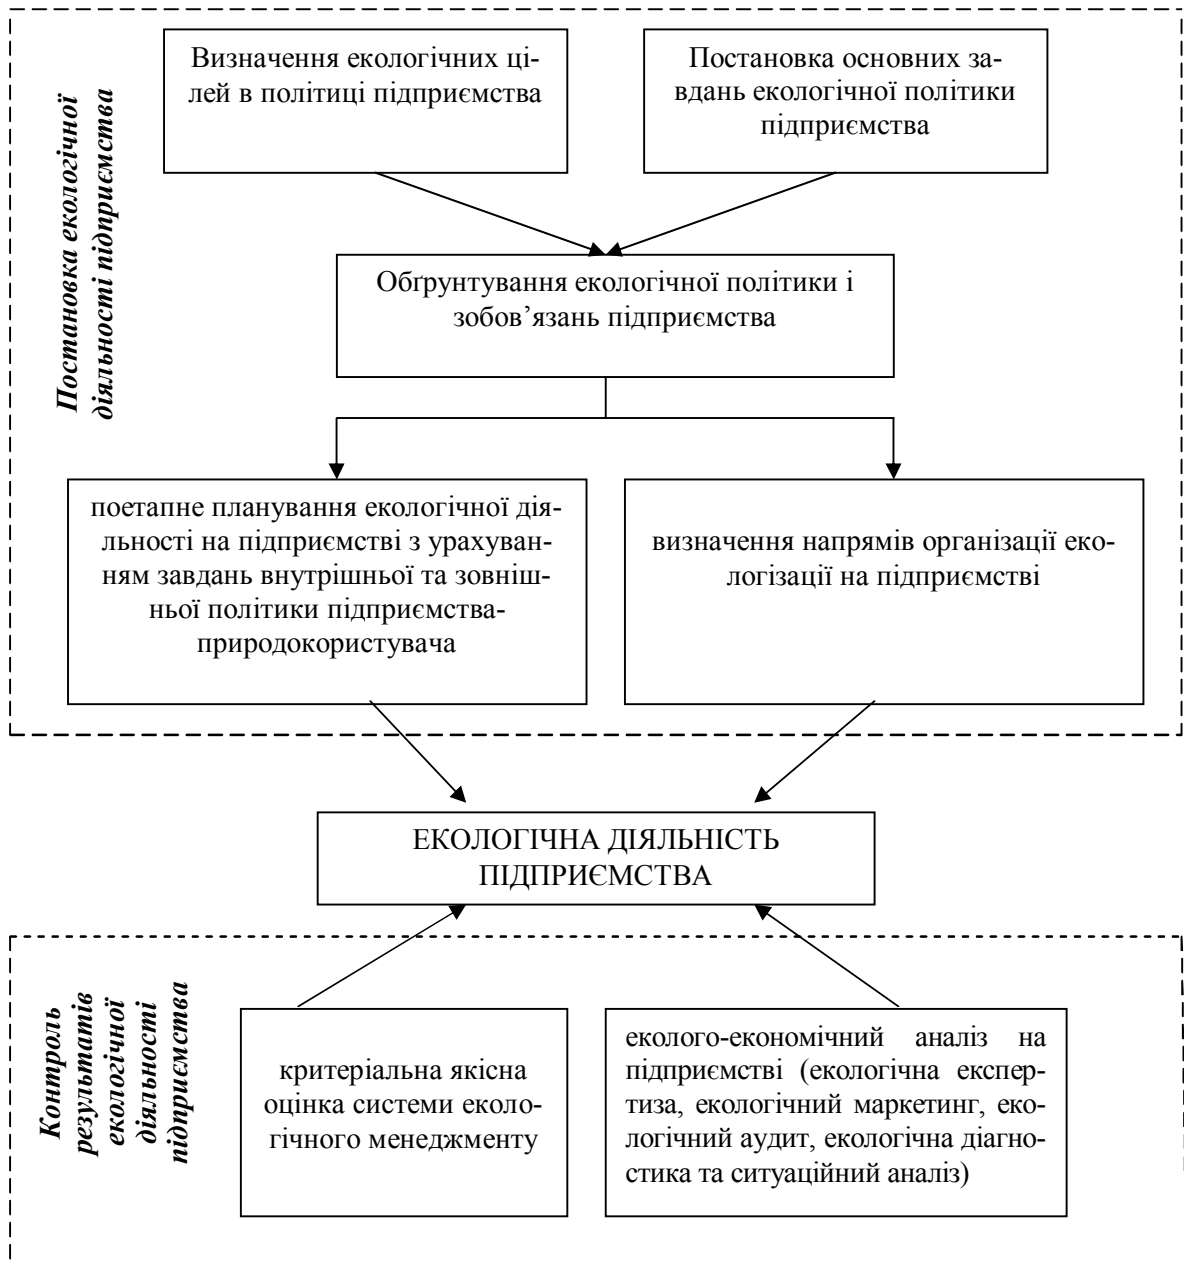 Постановка екологічної
діяльності підприємства
Визначення екологічних ці-
лей в політиці підприємства
Постановка основних за-
вдань екологічної політики
підприємства
Обґрунтування екологічної політики і
зобов’язань підприємства
поетапне планування екологічної ді-
яльності на підприємстві з урахуван-
ням завдань внутрішньої та зовніш-
ньої політики підприємства-
природокористувача
визначення напрямів організації еко-
логізації на підприємстві
ЕКОЛОГІЧНА ДІЯЛЬНІСТЬ
ПІДПРИЄМСТВА
Контроль
результатів
екологічної
діяльності
підприємства
критеріальна якісна
оцінка системи еколо-
гічного менеджменту
еколого-економічний аналіз на
підприємстві (екологічна експер-
тиза, екологічний маркетинг, еко-
логічний аудит, екологічна діагно-
стика та ситуаційний аналіз)